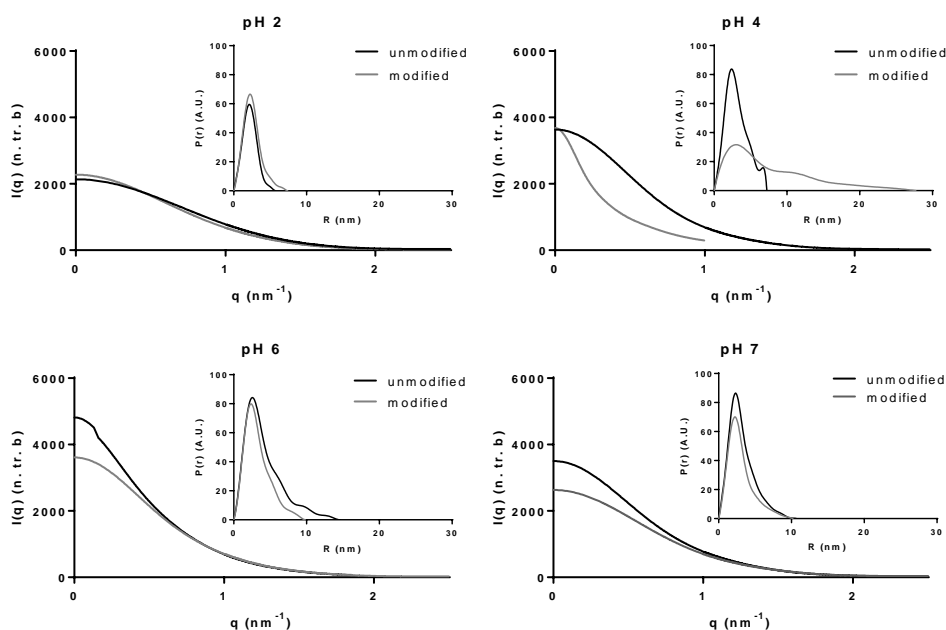 pH 2
I(q) (n. tr. b)
6000
4000
2000
0
0 1 2
q (nm-1)
P(r) (A.U.)
100
80
60
40
20
0
0 10 20 30
R (nm)
unmodified
modified
pH 4
I(q) (n. tr. b)
6000
4000
2000
0
0 1 2
q (nm-1)
P(r) (A.U.)
100
80
60
40
20
0
0 10 20 30
R (nm)
unmodified
modified
pH 6
I(q) (n. tr. b)
6000
4000
2000
0
0 1 2
q (nm-1)
P(r) (A.U.)
100
80
60
40
20
0
0 10 20 30
R (nm)
unmodified
modified
pH 7
I(q) (n. tr. b)
6000
4000
2000
0
0 1 2
q (nm-1)
P(r) (A.U.)
100
80
60
40
20
0
0 10 20 30
R (nm)
unmodified
modified